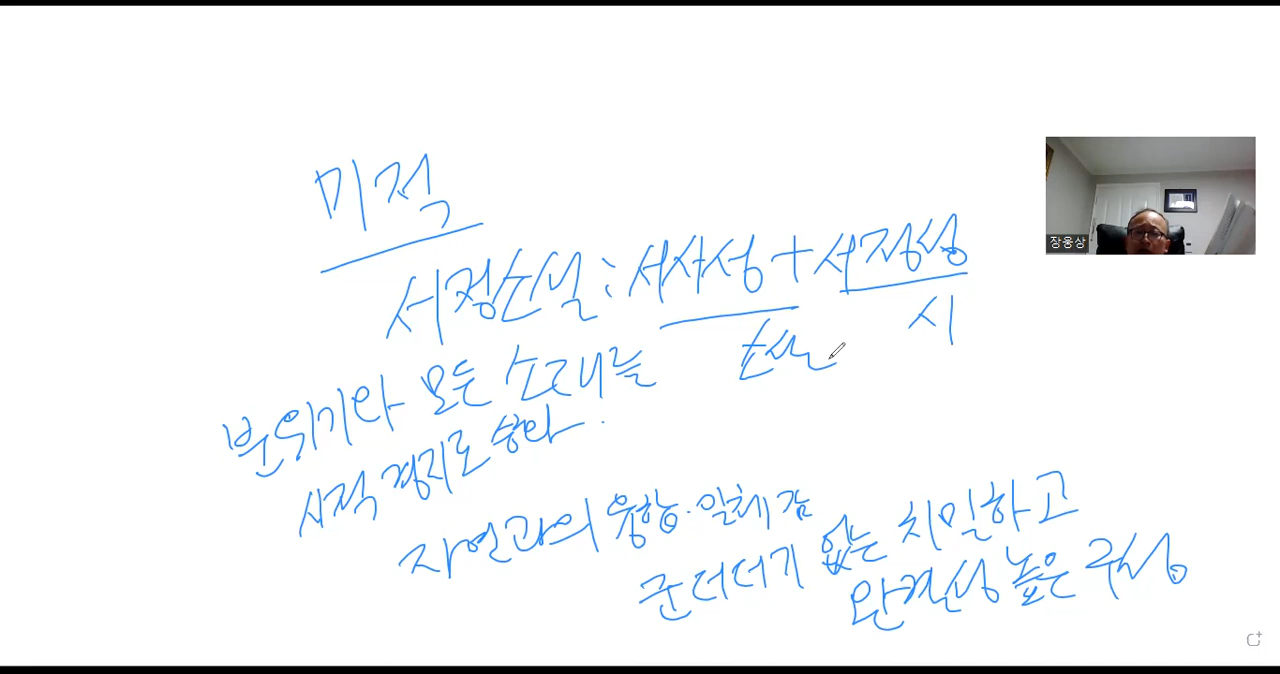 미적
서정소설 : 서사성 + 서정성
소설
시
분위기와 모든 소재를
시적 경지로 승화.
자연과의 융합·일체감
군더더기 없는 치밀하고
완결성 높은 구성
장용상